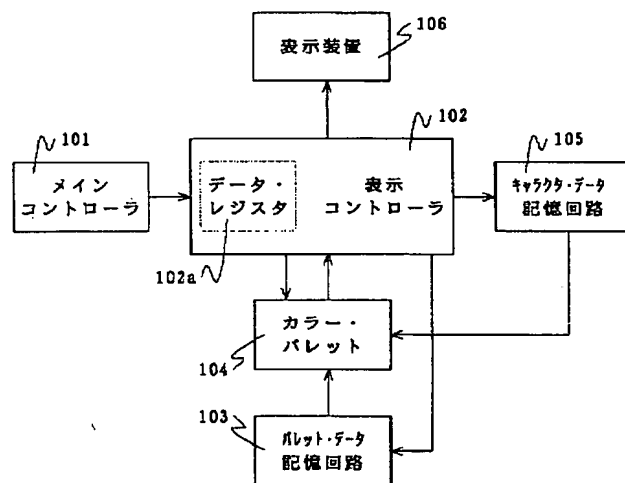 106
表示装置
102
101
105
メイン
コントローラ
データ・
レジスタ
表示
コントローラ
キャラクタ・データ
記憶回路
102a
カラー・
パレット
104
103
パレット・データ
記憶回路